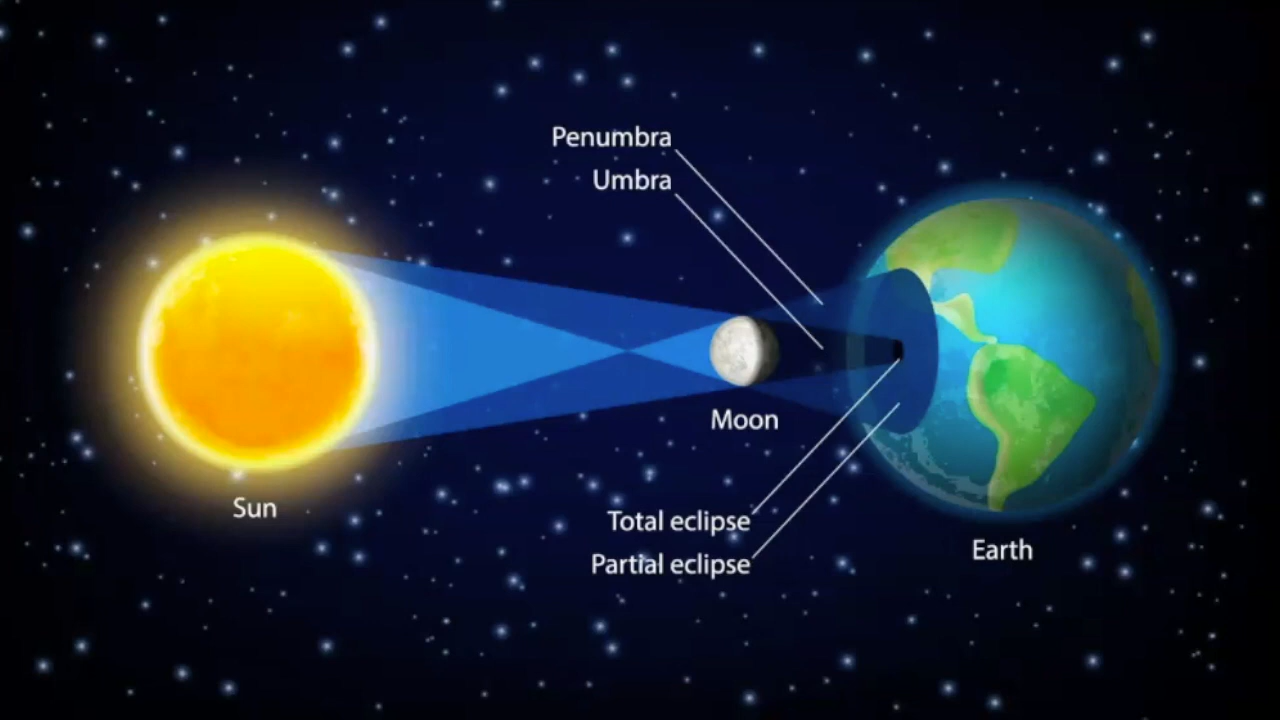 Penumbra
Umbra
Moon
Sun
Total eclipse
Partial eclipse
Earth